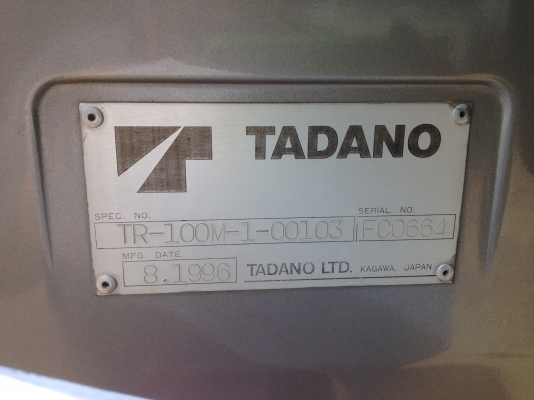 TADANO
SPEC NO. SERIAL NO.
TR-100M-1-00103 FC0664
MFG DATE
8.1996 TADANO LTD. KAGAWA, JAPAN